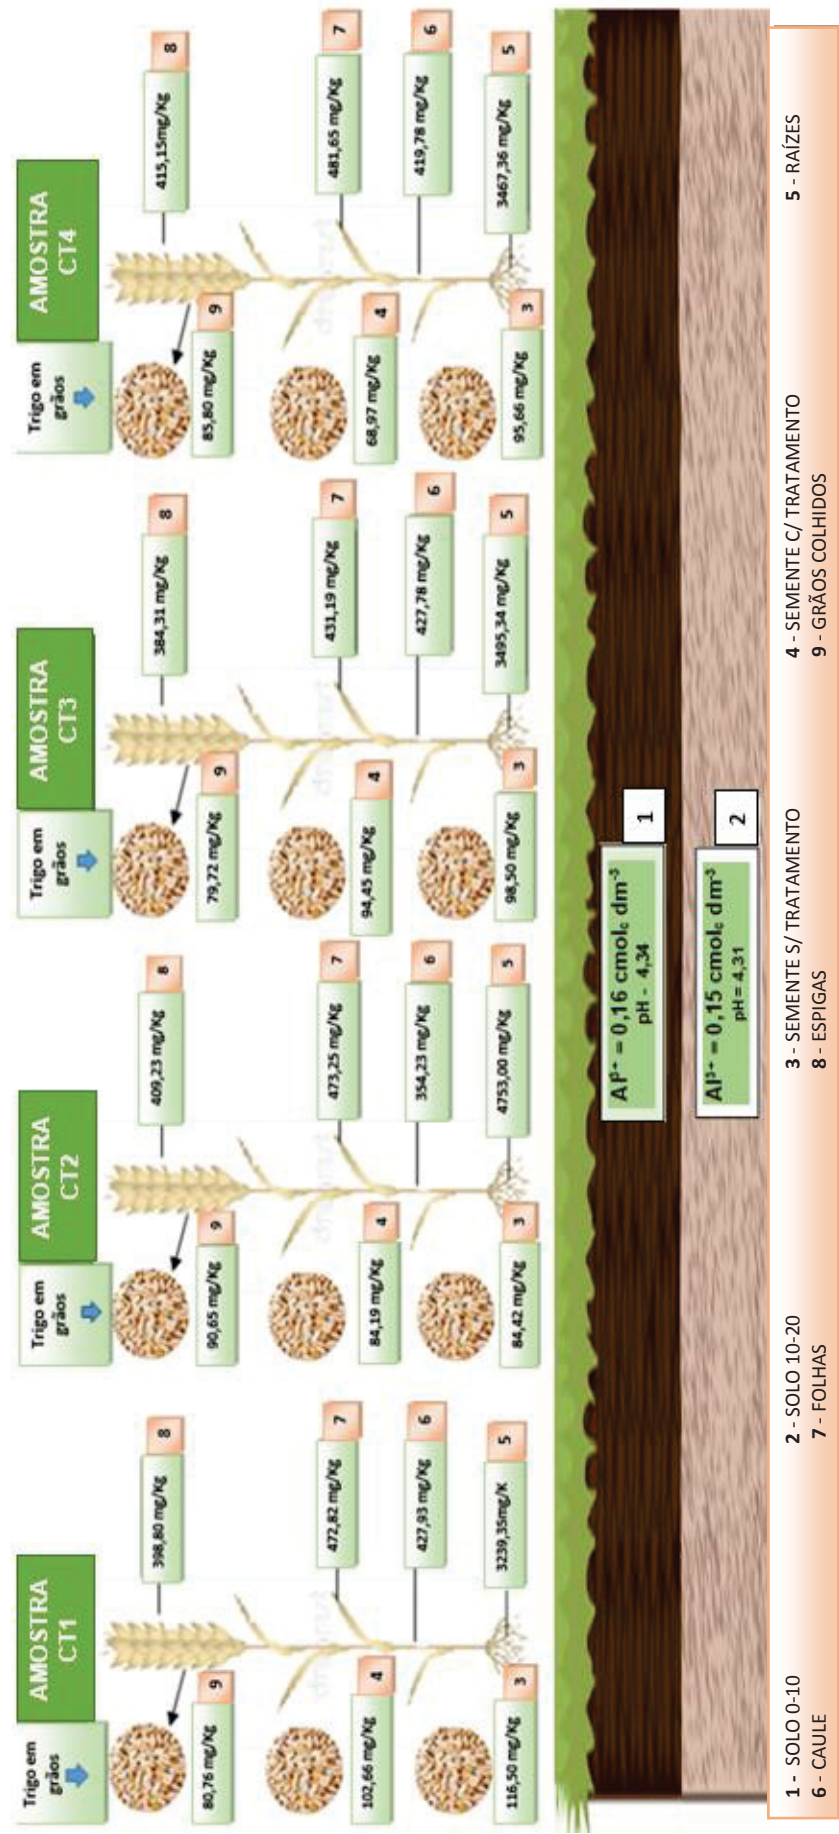 AMOSTRA
CT1
Trigo em
grãos
398,80 mg/Kg
8
80,76 mg/Kg
9
472,82 mg/Kg
7
102,66 mg/Kg
4
427,93 mg/Kg
6
3239,35mg/K
5
116,50 mg/Kg
3
AMOSTRA
CT2
Trigo em
grãos
409,23 mg/Kg
8
90,65 mg/Kg
9
473,25 mg/Kg
7
84,19 mg/Kg
4
354,23 mg/Kg
6
4753,00 mg/Kg
5
84,42 mg/Kg
3
AMOSTRA
CT3
Trigo em
grãos
384,31 mg/Kg
8
79,72 mg/Kg
9
431,19 mg/Kg
7
94,45 mg/Kg
4
427,78 mg/Kg
6
3495,34 mg/Kg
5
98,50 mg/Kg
3
AMOSTRA
CT4
Trigo em
grãos
415,15mg/Kg
8
85,80 mg/Kg
9
481,65 mg/Kg
7
68,97 mg/Kg
4
419,78 mg/Kg
6
3467,36 mg/Kg
5
95,66 mg/Kg
3
Al³⁺ = 0,16 cmolc dm⁻³
pH - 4,34
1
Al³⁺ = 0,15 cmolc dm⁻³
pH = 4,31
2
1 - SOLO 0-10 2 - SOLO 10-20 3 - SEMENTE S/ TRATAMENTO 4 - SEMENTE C/ TRATAMENTO 5 - RAÍZES
6 - CAULE 7 - FOLHAS 8 - ESPIGAS 9 - GRÃOS COLHIDOS